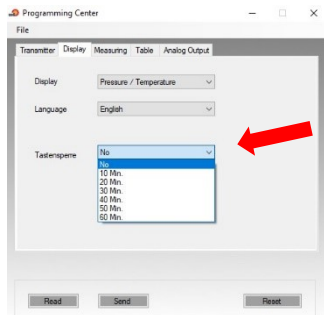 Programming Center
File
Transmitter Display Measuring Table Analog Output
Display Pressure / Temperature
Language English
Tastensperre No
No
10 Min.
20 Min.
30 Min.
40 Min.
50 Min.
60 Min.
Read Send Reset